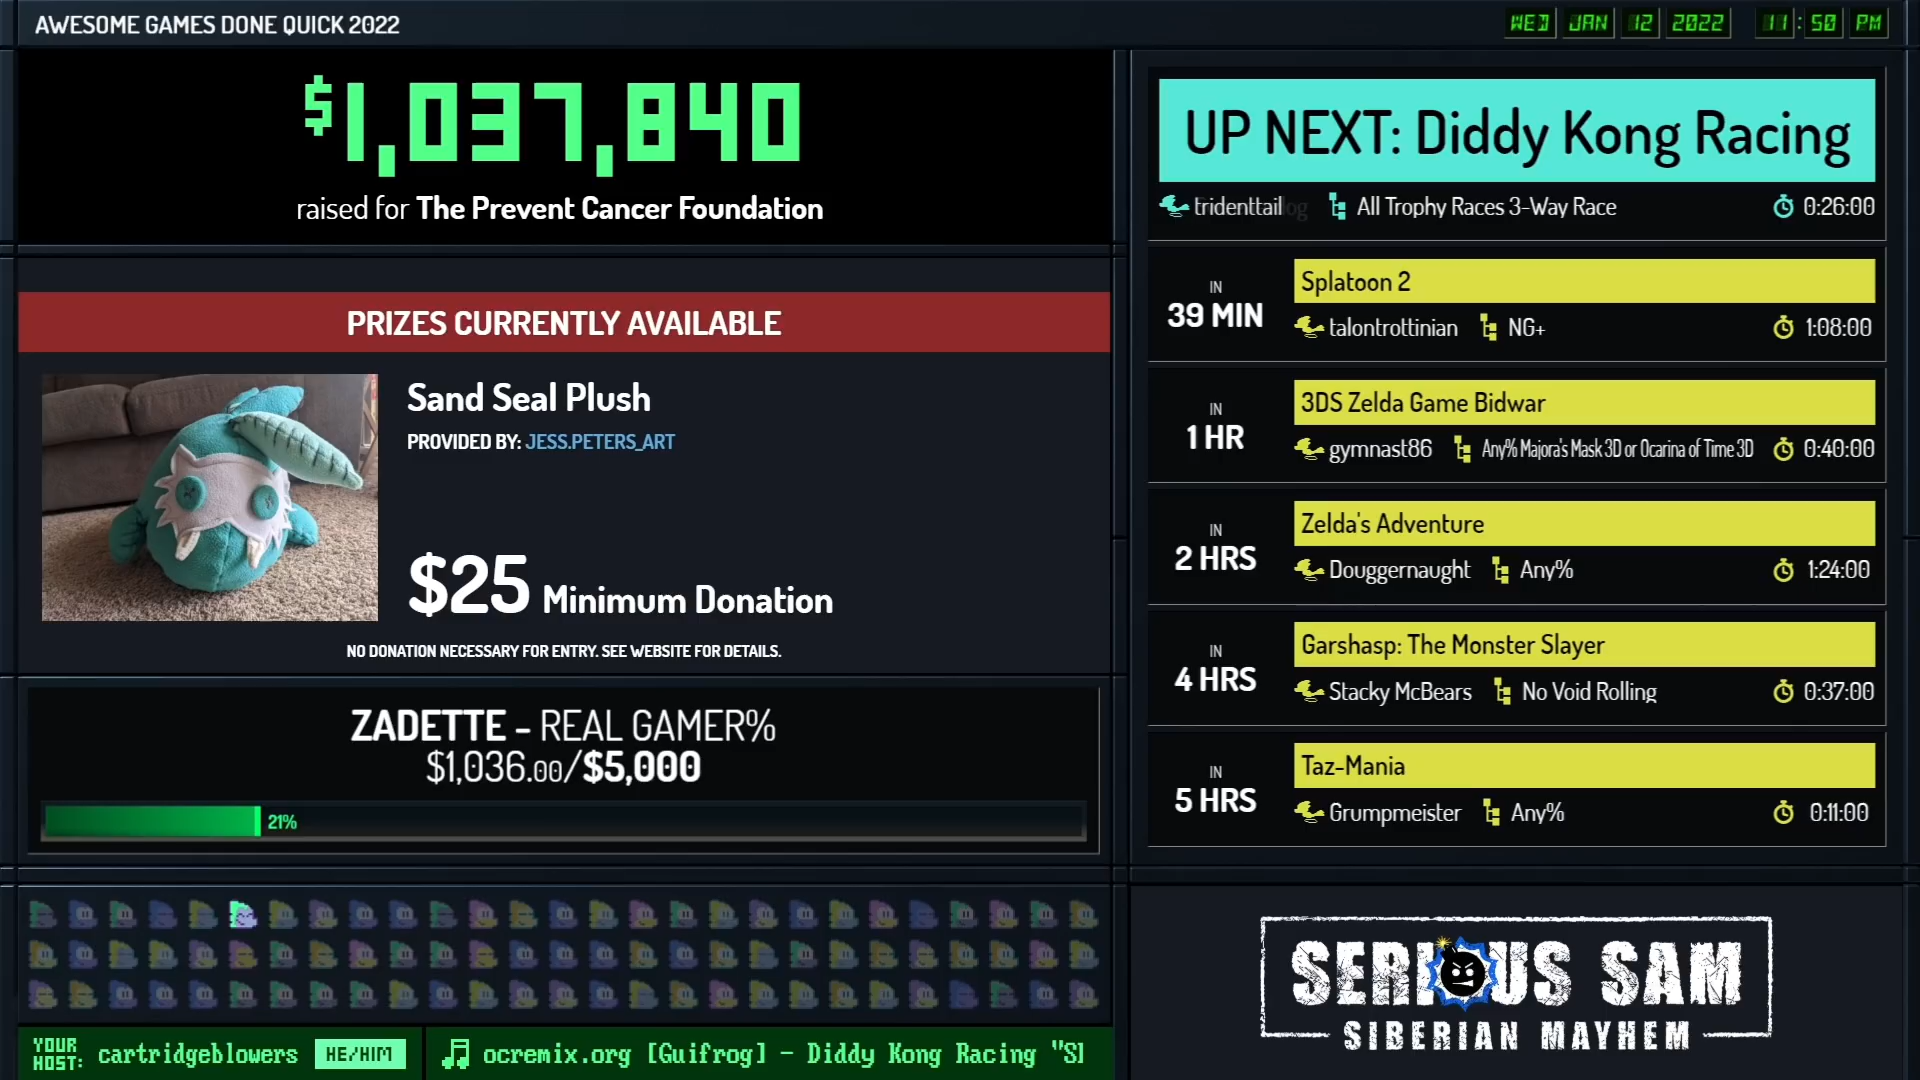 AWESOME GAMES DONE QUICK 2022
WED JAN 12 2022 11:50 PM
$1,037,840
raised for The Prevent Cancer Foundation
PRIZES CURRENTLY AVAILABLE
Sand Seal Plush
PROVIDED BY: JESS.PETERS_ART
$25 Minimum Donation
NO DONATION NECESSARY FOR ENTRY. SEE WEBSITE FOR DETAILS.
ZADETTE - REAL GAMER%
$1,036.00/$5,000
21%
YOUR HOST: cartridgeblowers HE/HIM
ocremix.org [Guifrog] - Diddy Kong Racing
UP NEXT: Diddy Kong Racing
tridenttail All Trophy Races 3-Way Race 0:26:00
IN 39 MIN
Splatoon 2
talontrottinian NG+ 1:08:00
IN 1 HR
3DS Zelda Game Bidwar
gymnast86 Any% Majora's Mask 3D or Ocarina of Time 3D 0:40:00
IN 2 HRS
Zelda's Adventure
Douggernaught Any% 1:24:00
IN 4 HRS
Garshasp: The Monster Slayer
Stacky McBears No Void Rolling 0:37:00
IN 5 HRS
Taz-Mania
Grumpmeister Any% 0:11:00
SERIOUS SAM
SIBERIAN MAYHEM